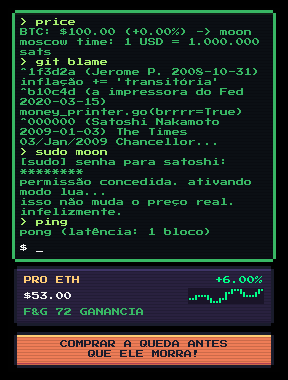 > price
BTC: $100.00 (+0.00%) -> moon
moscow time: 1 USD = 1.000.000
sats
> git blame
^1f3d2a (Jerome P. 2008-10-31)
inflação += 'transitória'
^b10c4d (a impressora do Fed
2020-03-15)
money_printer.go(brrrr=True)
^000000 (Satoshi Nakamoto
2009-01-03) The Times
03/Jan/2009 Chancellor...
> sudo moon
[sudo] senha para satoshi:
********
permissão concedida. ativando
modo lua...
isso não muda o preço real.
infelizmente.
> ping
pong (latência: 1 bloco)
$ _
PRO ETH +6.00%
$53.00
F&G 72 GANANCIA
COMPRAR A QUEDA ANTES
QUE ELE MORRA!